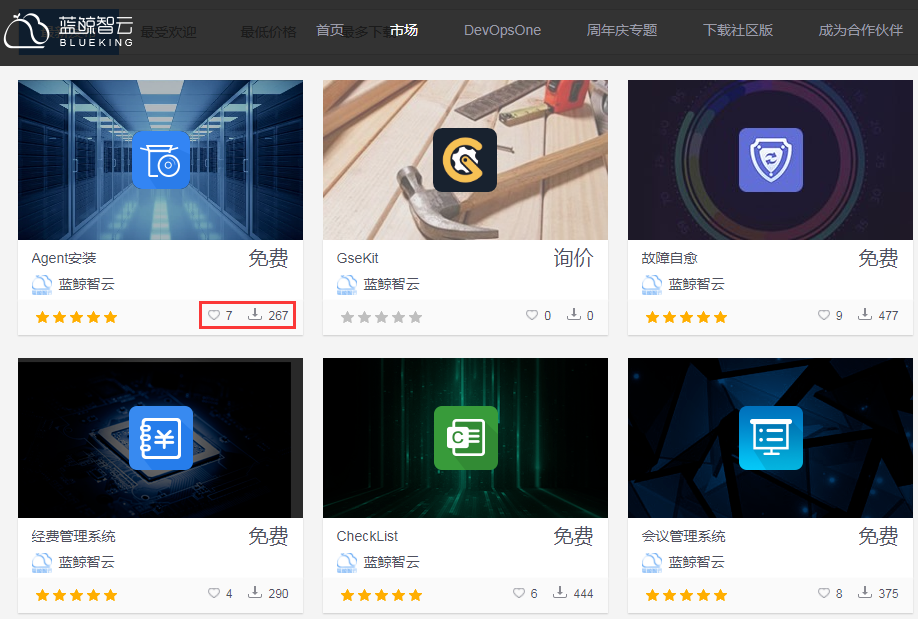 蓝鲸智云
BLUEKING
最受欢迎
最低价格
最多下载
首页
市场
DevOpsOne
周年庆专题
下载社区版
成为合作伙伴
Agent安装
免费
蓝鲸智云
7
267
GseKit
询价
蓝鲸智云
0
0
故障自愈
免费
蓝鲸智云
9
477
经费管理系统
免费
蓝鲸智云
4
290
CheckList
免费
蓝鲸智云
6
444
会议管理系统
免费
蓝鲸智云
8
375